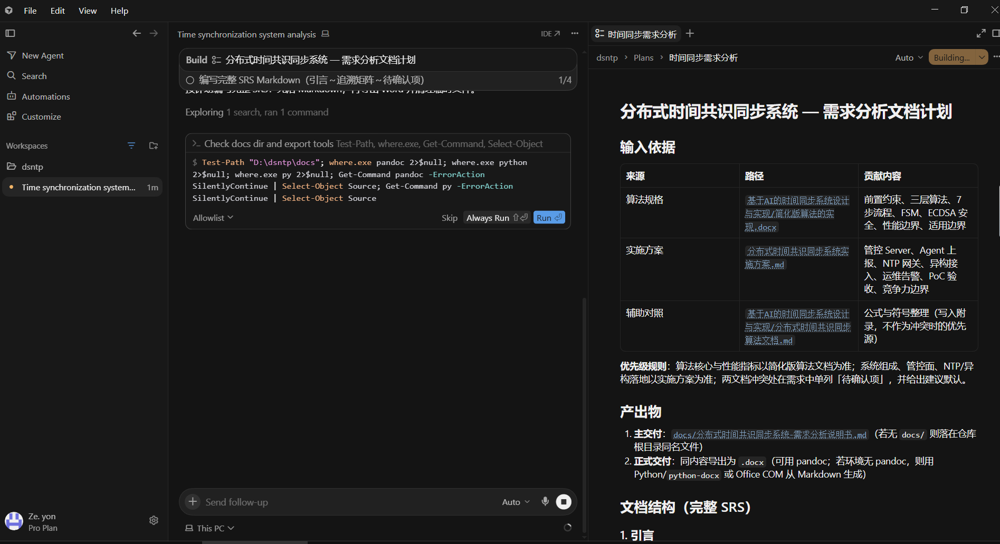 File Edit View Help
New Agent
Search
Automations
Customize
Workspaces
dsntp
Time synchronization system... 1m
Ze. yon
Pro Plan
Time synchronization system analysis
IDE
Build 分布式时间共识同步系统 — 需求分析文档计划
编写完整 SRS Markdown（引言～追溯矩阵～待确认项） 1/4
Exploring 1 search, ran 1 command
>_ Check docs dir and export tools Test-Path, where.exe, Get-Command, Select-Object
$ Test-Path "D:\dsntp\docs"; where.exe pandoc 2>$null; where.exe python
2>$null; where.exe py 2>$null; Get-Command pandoc -ErrorAction
SilentlyContinue | Select-Object Source; Get-Command py -ErrorAction
SilentlyContinue | Select-Object Source
Allowlist Skip Always Run Run
Send follow-up Auto
This PC
时间同步需求分析
dsntp > Plans > 时间同步需求分析 Auto Building...
分布式时间共识同步系统 — 需求分析文档计划
输入依据
来源 路径 贡献内容
算法规格
基于AI的时间同步系统设计
与实现/简化版算法的实
现.docx
前置约束、三层算法、7
步流程、FSM、ECDSA 安
全、性能边界、适用边界
实施方案
分布式时间共识同步系统实
施方案.md
管控 Server、Agent 上
报、NTP 网关、异构接
入、运维告警、PoC 验
收、竞争力边界
辅助对照
基于AI的时间同步系统设计
与实现/分布式时间共识同步
算法文档.md
公式与符号整理（写入附
录，不作为冲突时的优先
源）
优先级规则：算法核心与性能指标以简化版算法文档为准；系统组成、管控面、NTP/异
构落地以实施方案为准；两文档冲突处在需求中单列「待确认项」，并给出建议默认。
产出物
1. 主交付：docs/分布式时间共识同步系统-需求分析说明书.md（若无 docs/ 则落在仓库
根目录同名文件）
2. 正式交付：同内容导出为 .docx（可用 pandoc；若环境无 pandoc，则用
Python/python-docx 或 Office COM 从 Markdown 生成）
文档结构（完整 SRS）
1. 引言